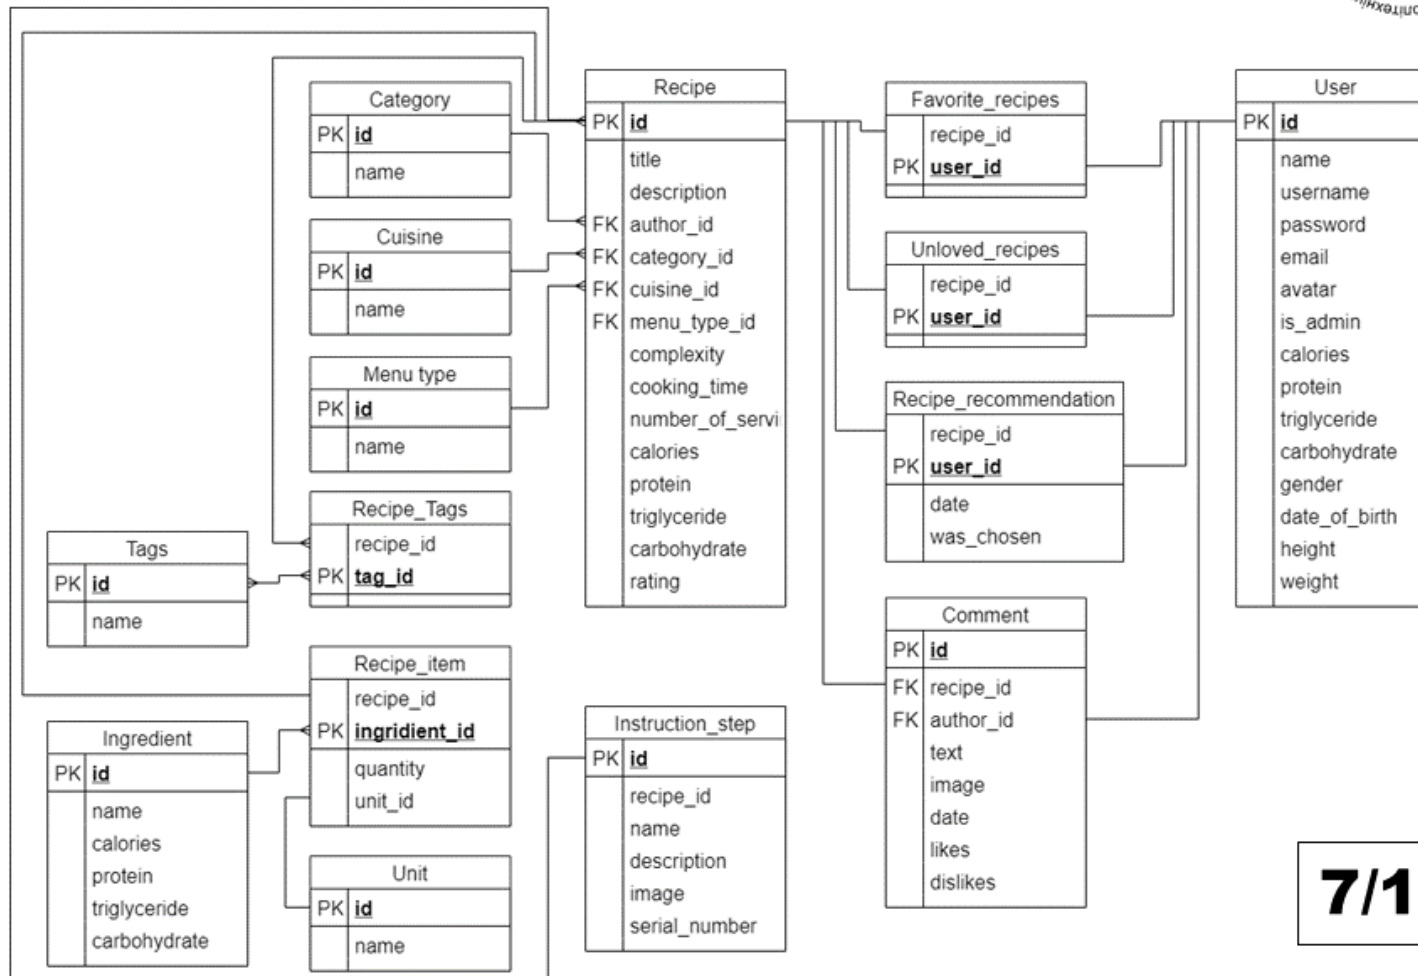 Category
PK id
name
Cuisine
PK id
name
Menu type
PK id
name
Recipe_Tags
recipe_id
PK tag_id
Tags
PK id
name
Recipe_item
recipe_id
PK ingridient_id
quantity
unit_id
Ingredient
PK id
name
calories
protein
triglyceride
carbohydrate
Unit
PK id
name
Recipe
PK id
title
description
FK author_id
FK category_id
FK cuisine_id
FK menu_type_id
complexity
cooking_time
number_of_servi
calories
protein
triglyceride
carbohydrate
rating
Instruction_step
PK id
recipe_id
name
description
image
serial_number
Favorite_recipes
recipe_id
PK user_id
Unloved_recipes
recipe_id
PK user_id
Recipe_recommendation
recipe_id
PK user_id
date
was_chosen
Comment
PK id
FK recipe_id
FK author_id
text
image
date
likes
dislikes
User
PK id
name
username
password
email
avatar
is_admin
calories
protein
triglyceride
carbohydrate
gender
date_of_birth
height
weight
7/1